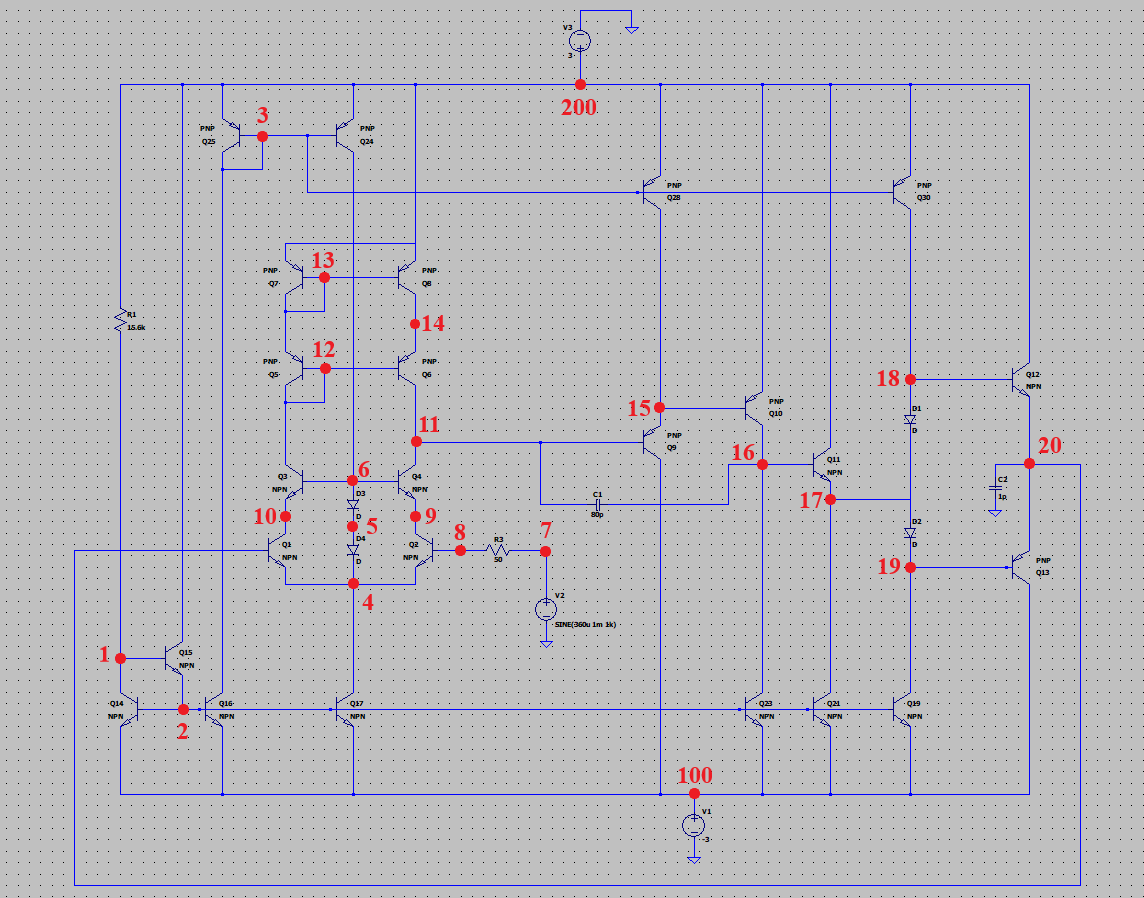 V3
3
200
3
PNP
Q25
PNP
Q24
PNP
Q28
PNP
Q30
13
PNP
Q7
PNP
Q8
R1
15.6k
14
12
PNP
Q5
PNP
Q6
18
Q12
NPN
15
PNP
Q10
D1
D
11
PNP
Q9
16
Q11
NPN
20
6
Q3
NPN
Q4
NPN
D3
D
C1
80p
17
C2
1p
10
5
9
8
7
D2
D
Q1
NPN
D4
D
Q2
NPN
R3
50
19
PNP
Q13
4
V2
SINE(360u 1m 1k)
1
Q15
NPN
Q14
NPN
2
Q16
NPN
Q17
NPN
Q23
NPN
Q21
NPN
Q19
NPN
100
V1
-3